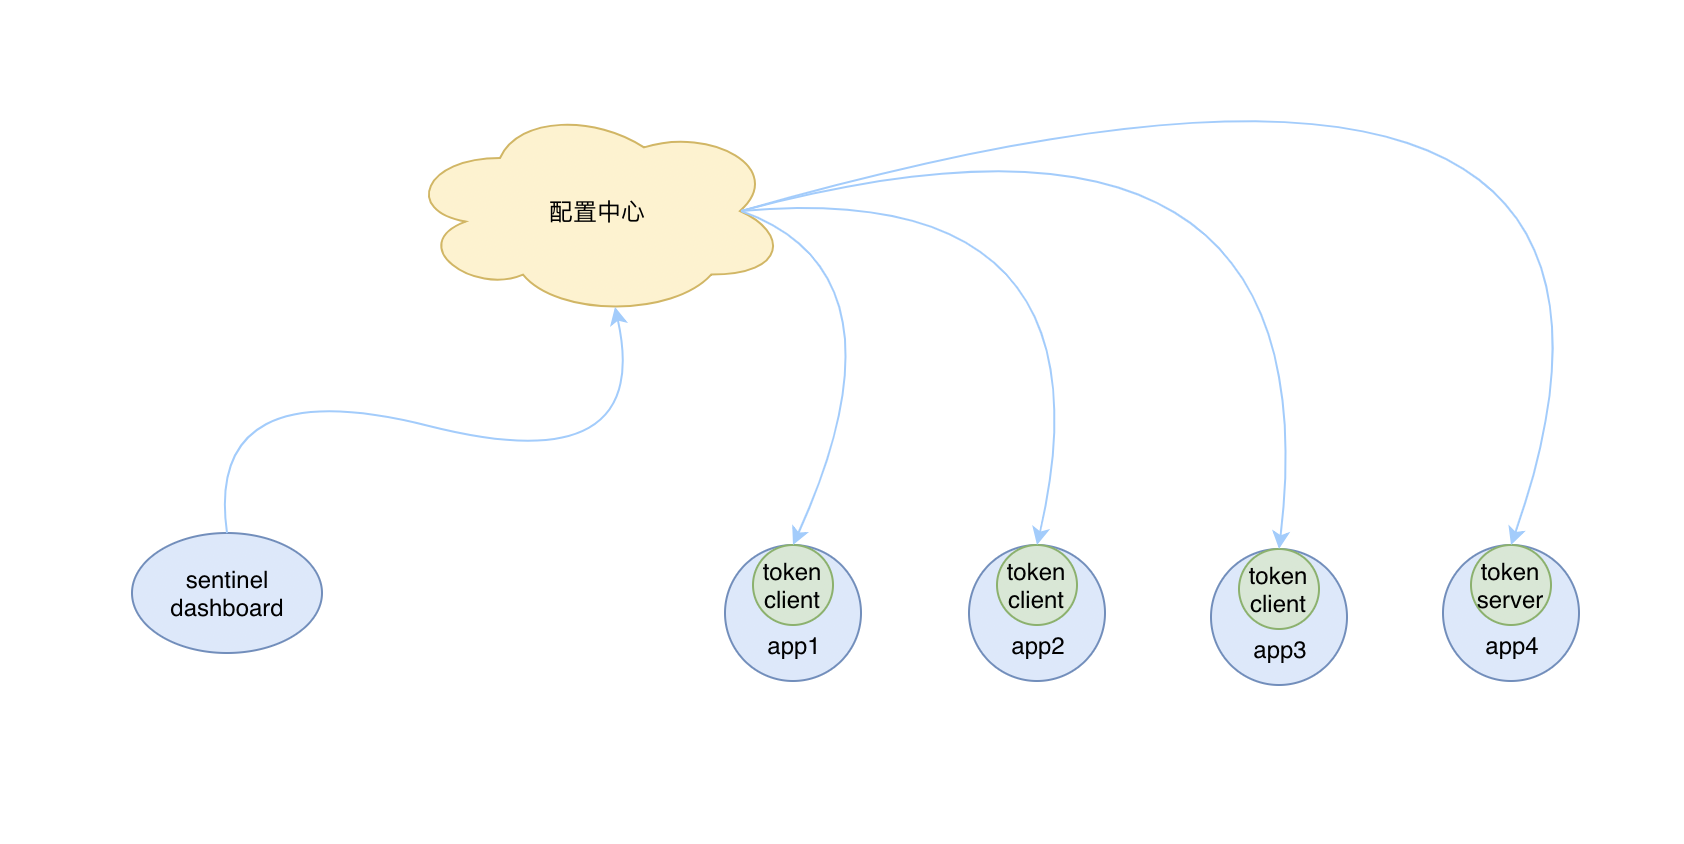 配置中心
sentinel
dashboard
token
client
app1
token
client
app2
token
client
app3
token
server
app4